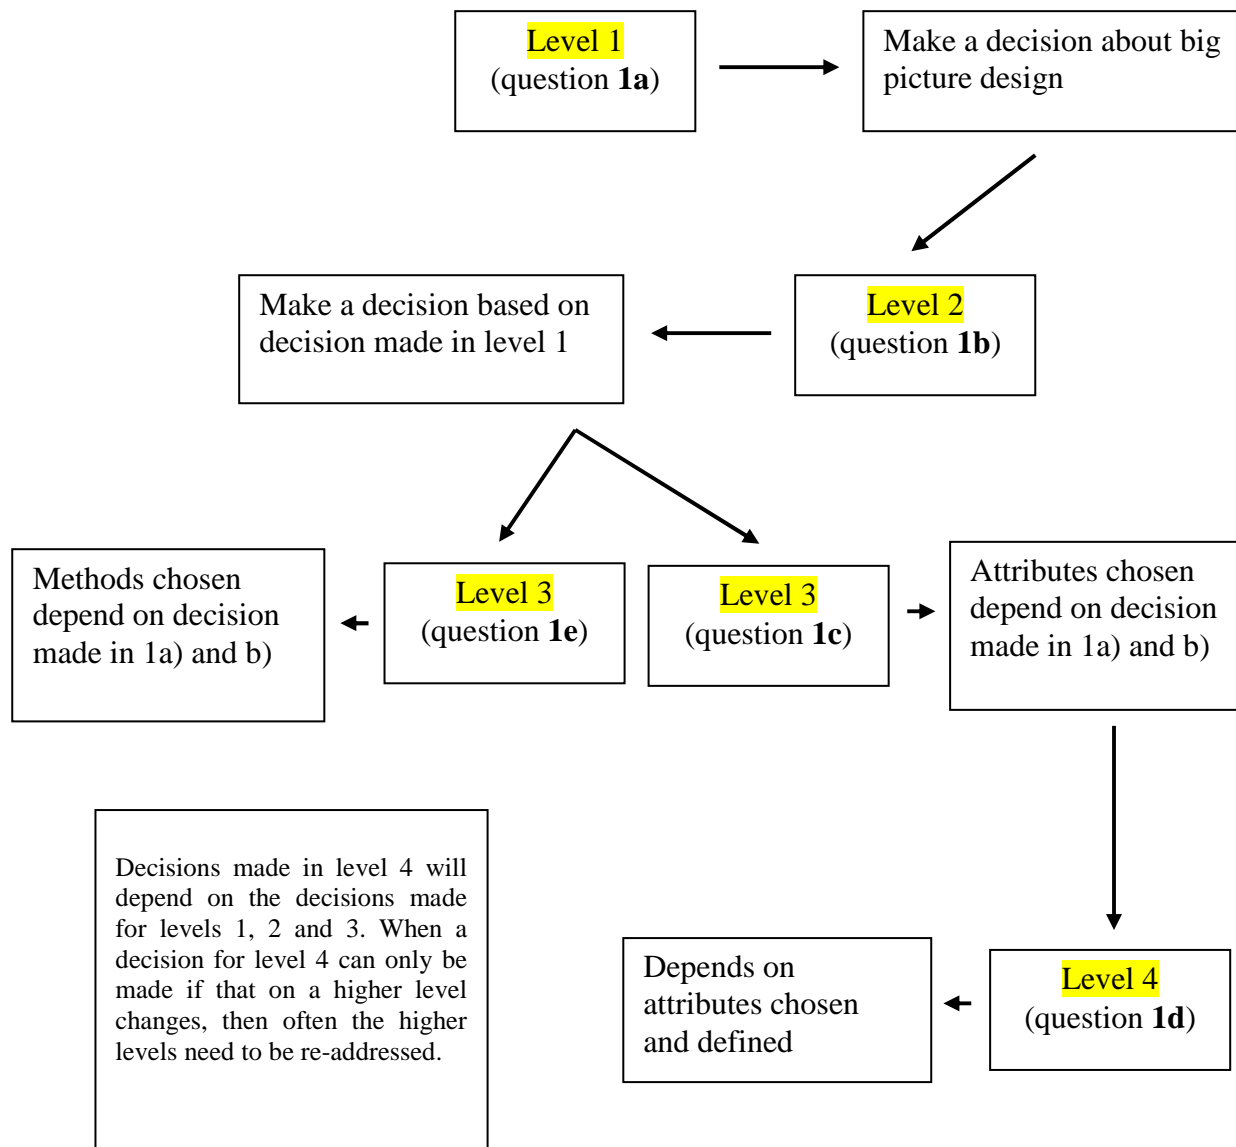 Level 1
(question 1a)
Make a decision about big
picture design
Make a decision based on
decision made in level 1
Level 2
(question 1b)
Methods chosen
depend on decision
made in 1a) and b)
Level 3
(question 1e)
Level 3
(question 1c)
Attributes chosen
depend on decision
made in 1a) and b)
Decisions made in level 4 will
depend on the decisions made
for levels 1, 2 and 3. When a
decision for level 4 can only be
made if that on a higher level
changes, then often the higher
levels need to be re-addressed.
Depends on
attributes chosen
and defined
Level 4
(question 1d)